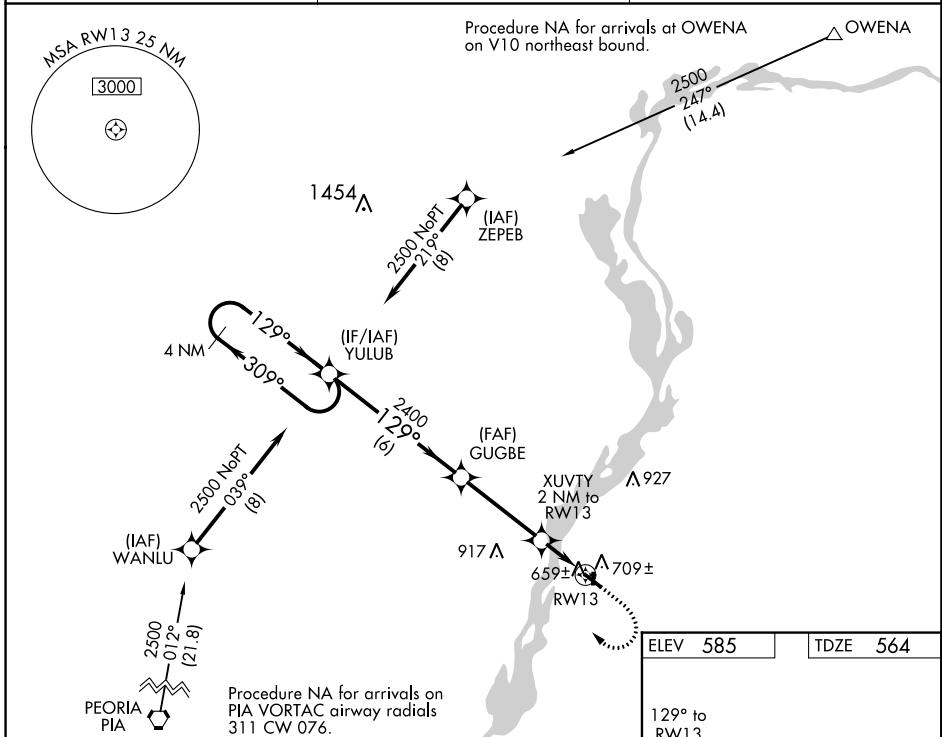 Procedure NA for arrivals at OWENA
on V10 northeast bound.
OWENA
MSA RW13 25 NM
3000
2500
247°
(14.4)
1454
(IAF)
ZEPEB
2500 NoPT
219°
(8)
129°
(IF/IAF)
YULUB
4 NM
309°
2400
129°
(6)
(FAF)
GUGBE
XUVTY
2 NM to
RW13
927
2500 NoPT
039°
(8)
(IAF)
WANLU
917
659±
709±
RW13
2500
012°
(21.8)
PEORIA
PIA
Procedure NA for arrivals on
PIA VORTAC airway radials
311 CW 076.
ELEV 585
TDZE 564
129° to
RW13